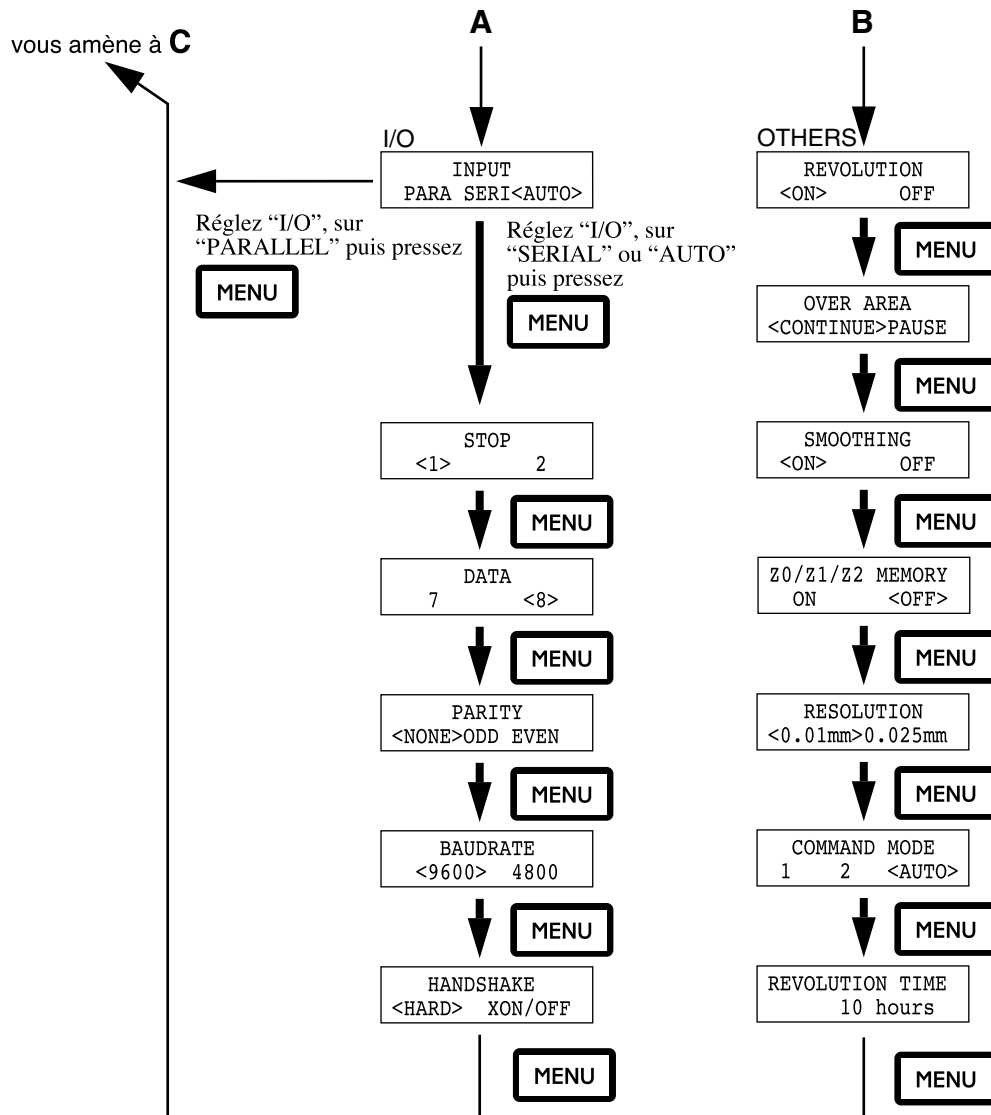 vous amène à C
A
I/O
INPUT
PARA SERI<AUTO>
Réglez “I/O”, sur
“PARALLEL” puis pressez
MENU
Réglez “I/O”, sur
“SERIAL” ou “AUTO”
puis pressez
MENU
STOP
<1> 2
MENU
DATA
7 <8>
MENU
PARITY
<NONE>ODD EVEN
MENU
BAUDRATE
<9600> 4800
MENU
HANDSHAKE
<HARD> XON/OFF
MENU
B
OTHERS
REVOLUTION
<ON> OFF
MENU
OVER AREA
<CONTINUE>PAUSE
MENU
SMOOTHING
<ON> OFF
MENU
Z0/Z1/Z2 MEMORY
ON <OFF>
MENU
RESOLUTION
<0.01mm>0.025mm
MENU
COMMAND MODE
1 2 <AUTO>
MENU
REVOLUTION TIME
10 hours
MENU